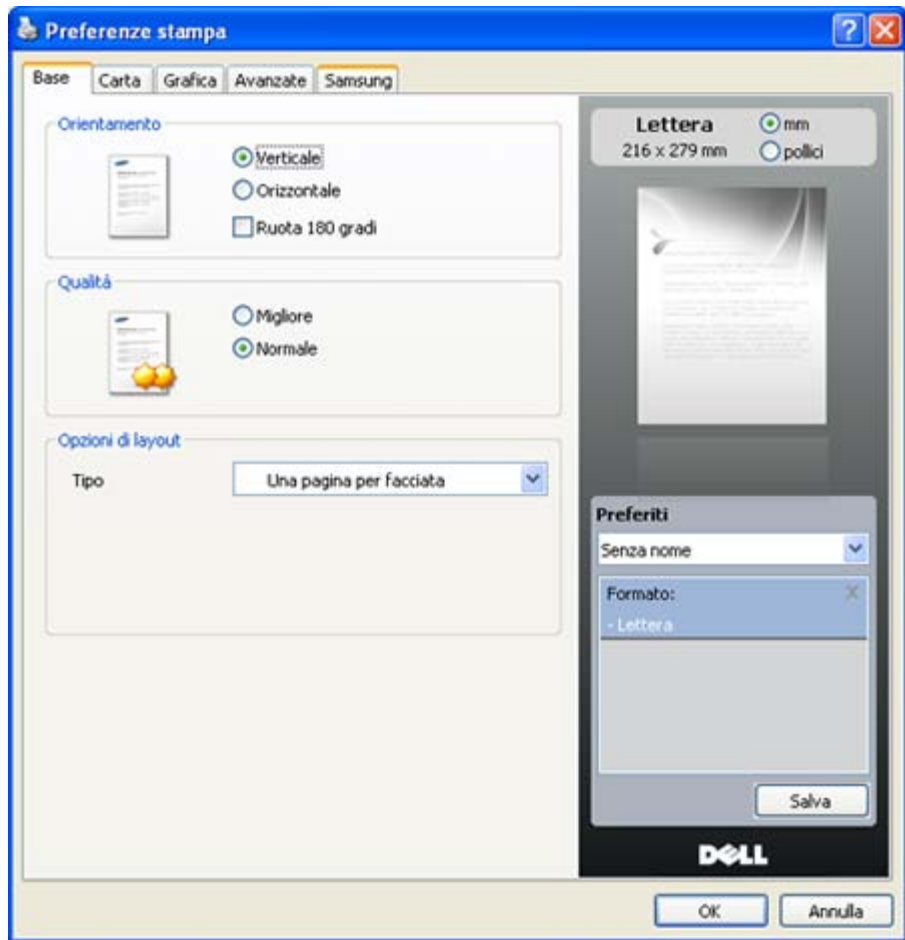 Preferenze stampa
Base Carta Grafica Avanzate Samsung
Orientamento
Verticale
Orizzontale
Ruota 180 gradi
Qualità
Migliore
Normale
Opzioni di layout
Tipo Una pagina per facciata
Lettera
216 x 279 mm
mm
pollici
Preferiti
Senza nome
Formato:
- Lettera
Salva
DELL
OK Annulla